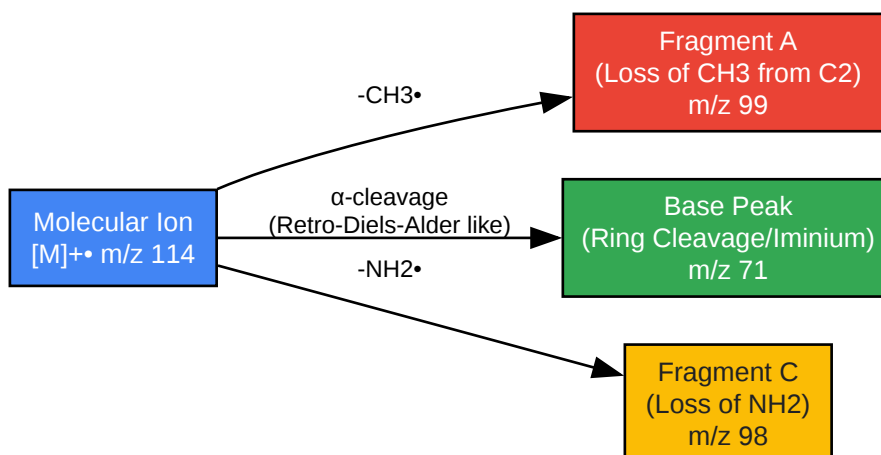 Molecular Ion
[M]+• m/z 114
-CH3•
α-cleavage
(Retro-Diels-Alder like)
-NH2•
Fragment A
(Loss of CH3 from C2)
m/z 99
Base Peak
(Ring Cleavage/Iminium)
m/z 71
Fragment C
(Loss of NH2)
m/z 98